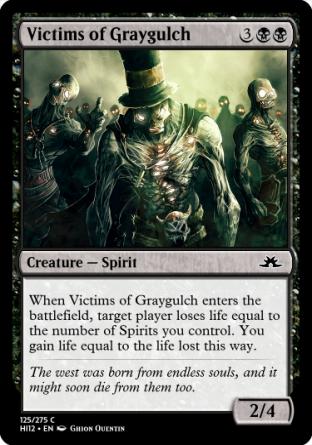 Victims of Graygulch 3
Creature — Spirit
When Victims of Graygulch enters the
battlefield, target player loses life equal to
the number of Spirits you control. You
gain life equal to the life lost this way.
The west was born from endless souls, and it
might soon die from them too.
2/4
125/275 C
HI12 • EN Ghion Quentin